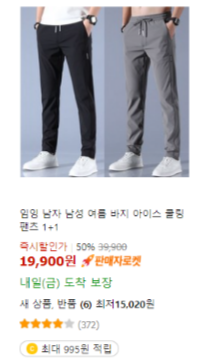 임잉 남자 남성 여름 바지 아이스 쿨링
팬즈 1+1
즉시할인가 50% 39,900
19,900원 판매자로켓
내일(금) 도착 보장
새 상품, 반품 (6) 최저15,020원
(372)
최대 995원 적립